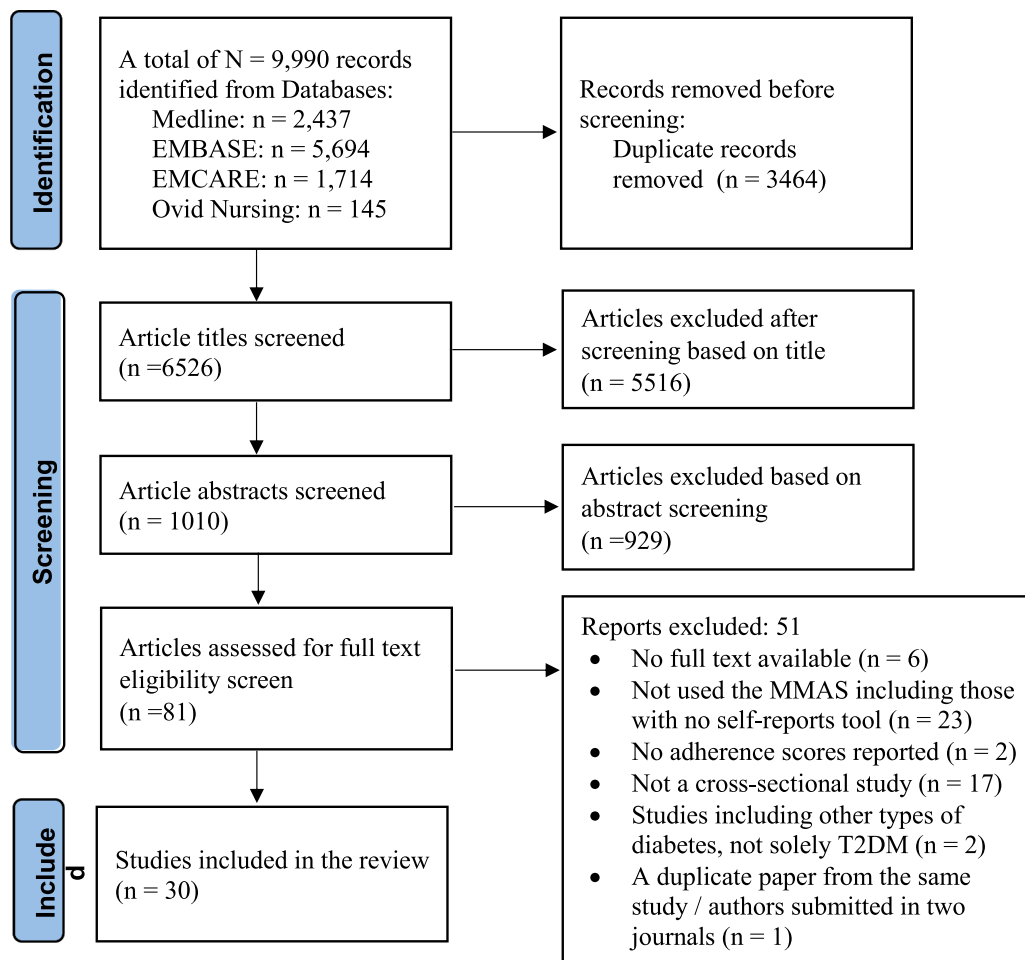 Identification
A total of N = 9,990 records
identified from Databases:
Medline: n = 2,437
EMBASE: n = 5,694
EMCARE: n = 1,714
Ovid Nursing: n = 145
Records removed before
screening:
Duplicate records
removed (n = 3464)
Screening
Article titles screened
(n =6526)
Articles excluded after
screening based on title
(n = 5516)
Article abstracts screened
(n = 1010)
Articles excluded based on
abstract screening
(n =929)
Articles assessed for full text
eligibility screen
(n =81)
Reports excluded: 51
• No full text available (n = 6)
• Not used the MMAS including those
with no self-reports tool (n = 23)
• No adherence scores reported (n = 2)
• Not a cross-sectional study (n = 17)
• Studies including other types of
diabetes, not solely T2DM (n = 2)
• A duplicate paper from the same
study / authors submitted in two
journals (n = 1)
Include
d
Studies included in the review
(n = 30)